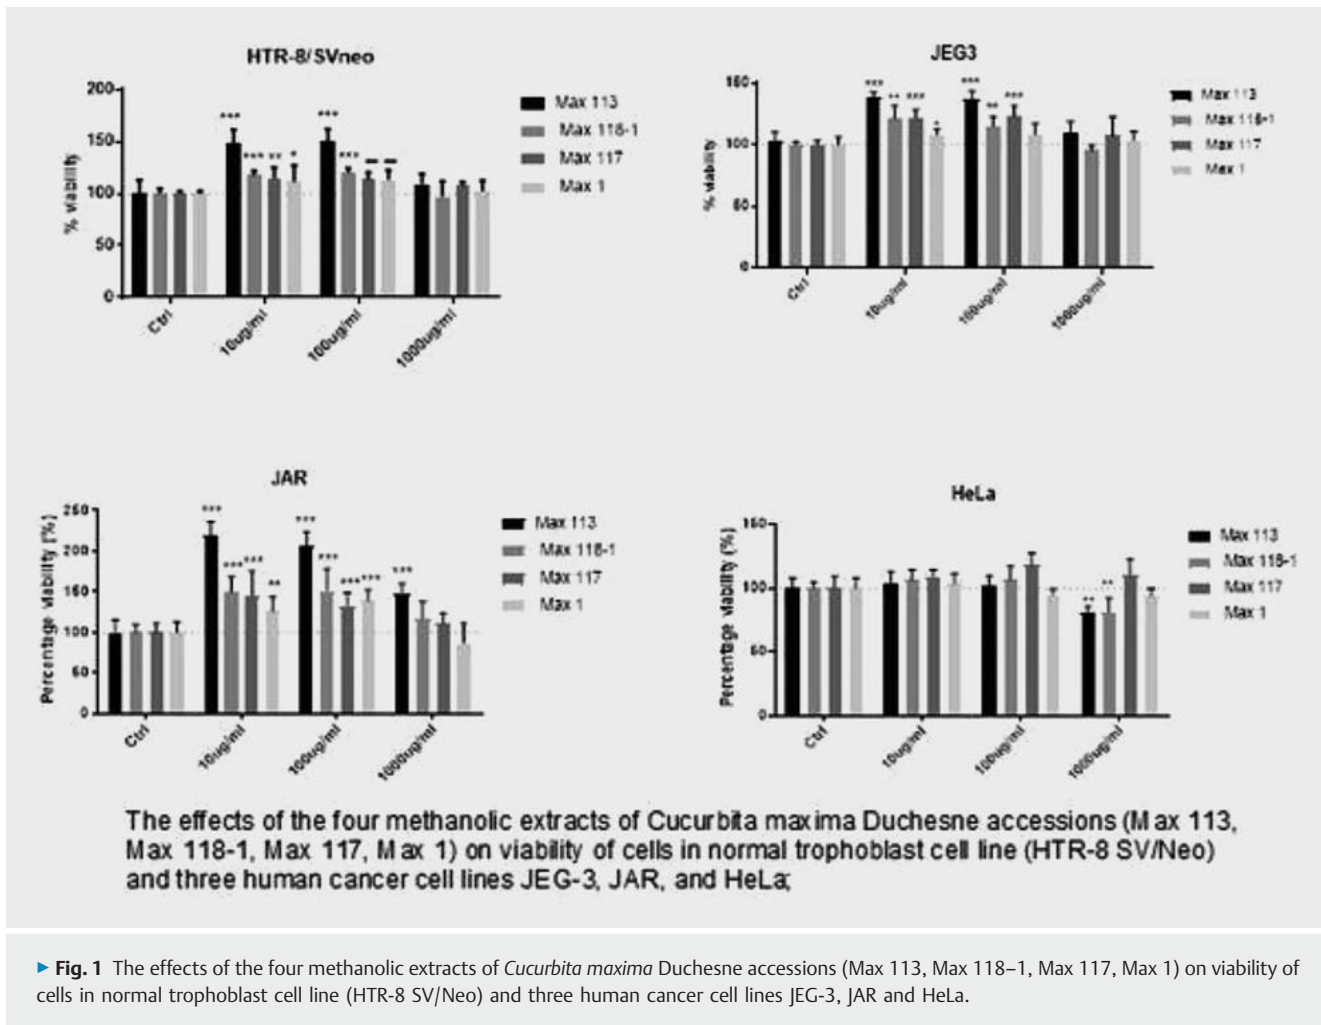 HTR-8/SVneo
200
150
100
50
0
% viability
***
*** ** *
***
***
Ctrl
10ug/ml
100ug/ml
1000ug/ml
Max 113
Max 118-1
Max 117
Max 1
JEG3
150
100
50
0
% viability
*** ** *** *
*** ** ***
Ctrl
10ug/ml
100ug/ml
1000ug/ml
Max 113
Max 118-1
Max 117
Max 1
JAR
250
200
150
100
50
0
Percentage viability (%)
***
*** *** **
***
*** *** ***
***
Ctrl
10ug/ml
100ug/ml
1000ug/ml
Max 113
Max 118-1
Max 117
Max 1
HeLa
150
100
50
0
Percentage viability (%)
** **
Ctrl
10ug/ml
100ug/ml
1000ug/ml
Max 113
Max 118-1
Max 117
Max 1
The effects of the four methanolic extracts of Cucurbita maxima Duchesne accessions (Max 113,
Max 118-1, Max 117, Max 1) on viability of cells in normal trophoblast cell line (HTR-8 SV/Neo)
and three human cancer cell lines JEG-3, JAR, and HeLa;
▶ Fig. 1 The effects of the four methanolic extracts of Cucurbita maxima Duchesne accessions (Max 113, Max 118–1, Max 117, Max 1) on viability of
cells in normal trophoblast cell line (HTR-8 SV/Neo) and three human cancer cell lines JEG-3, JAR and HeLa.